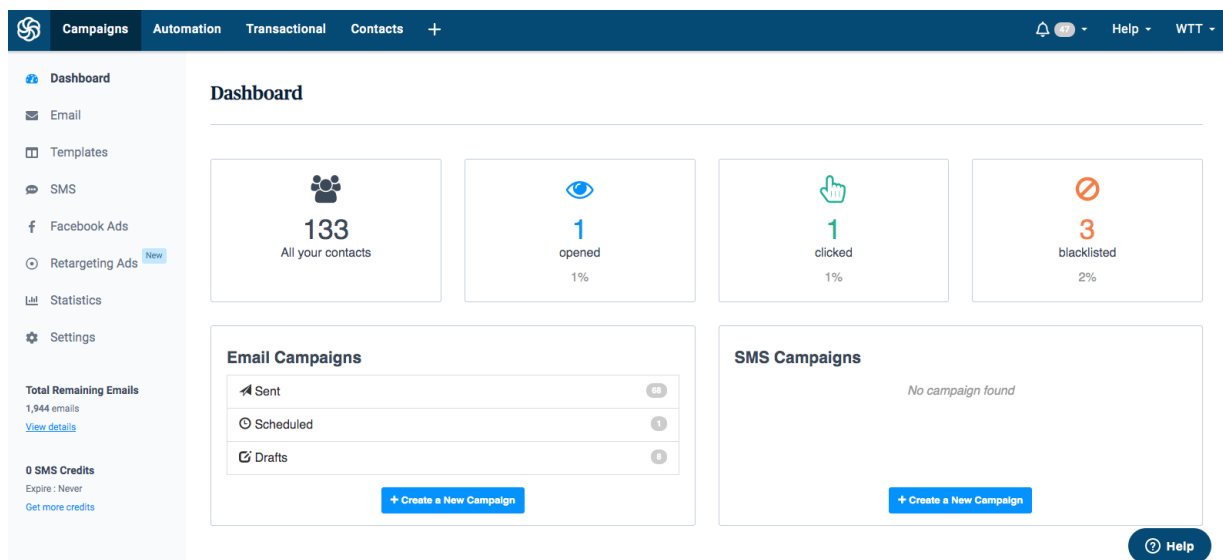 Campaigns Automation Transactional Contacts + 47 Help WTT
Dashboard
Email
Templates
SMS
Facebook Ads
Retargeting Ads New
Statistics
Settings
Total Remaining Emails
1,944 emails
View details
0 SMS Credits
Expire : Never
Get more credits
Dashboard
133
All your contacts
1
opened
1%
1
clicked
1%
3
blacklisted
2%
Email Campaigns
Sent 68
Scheduled 1
Drafts 8
+ Create a New Campaign
SMS Campaigns
No campaign found
+ Create a New Campaign
Help